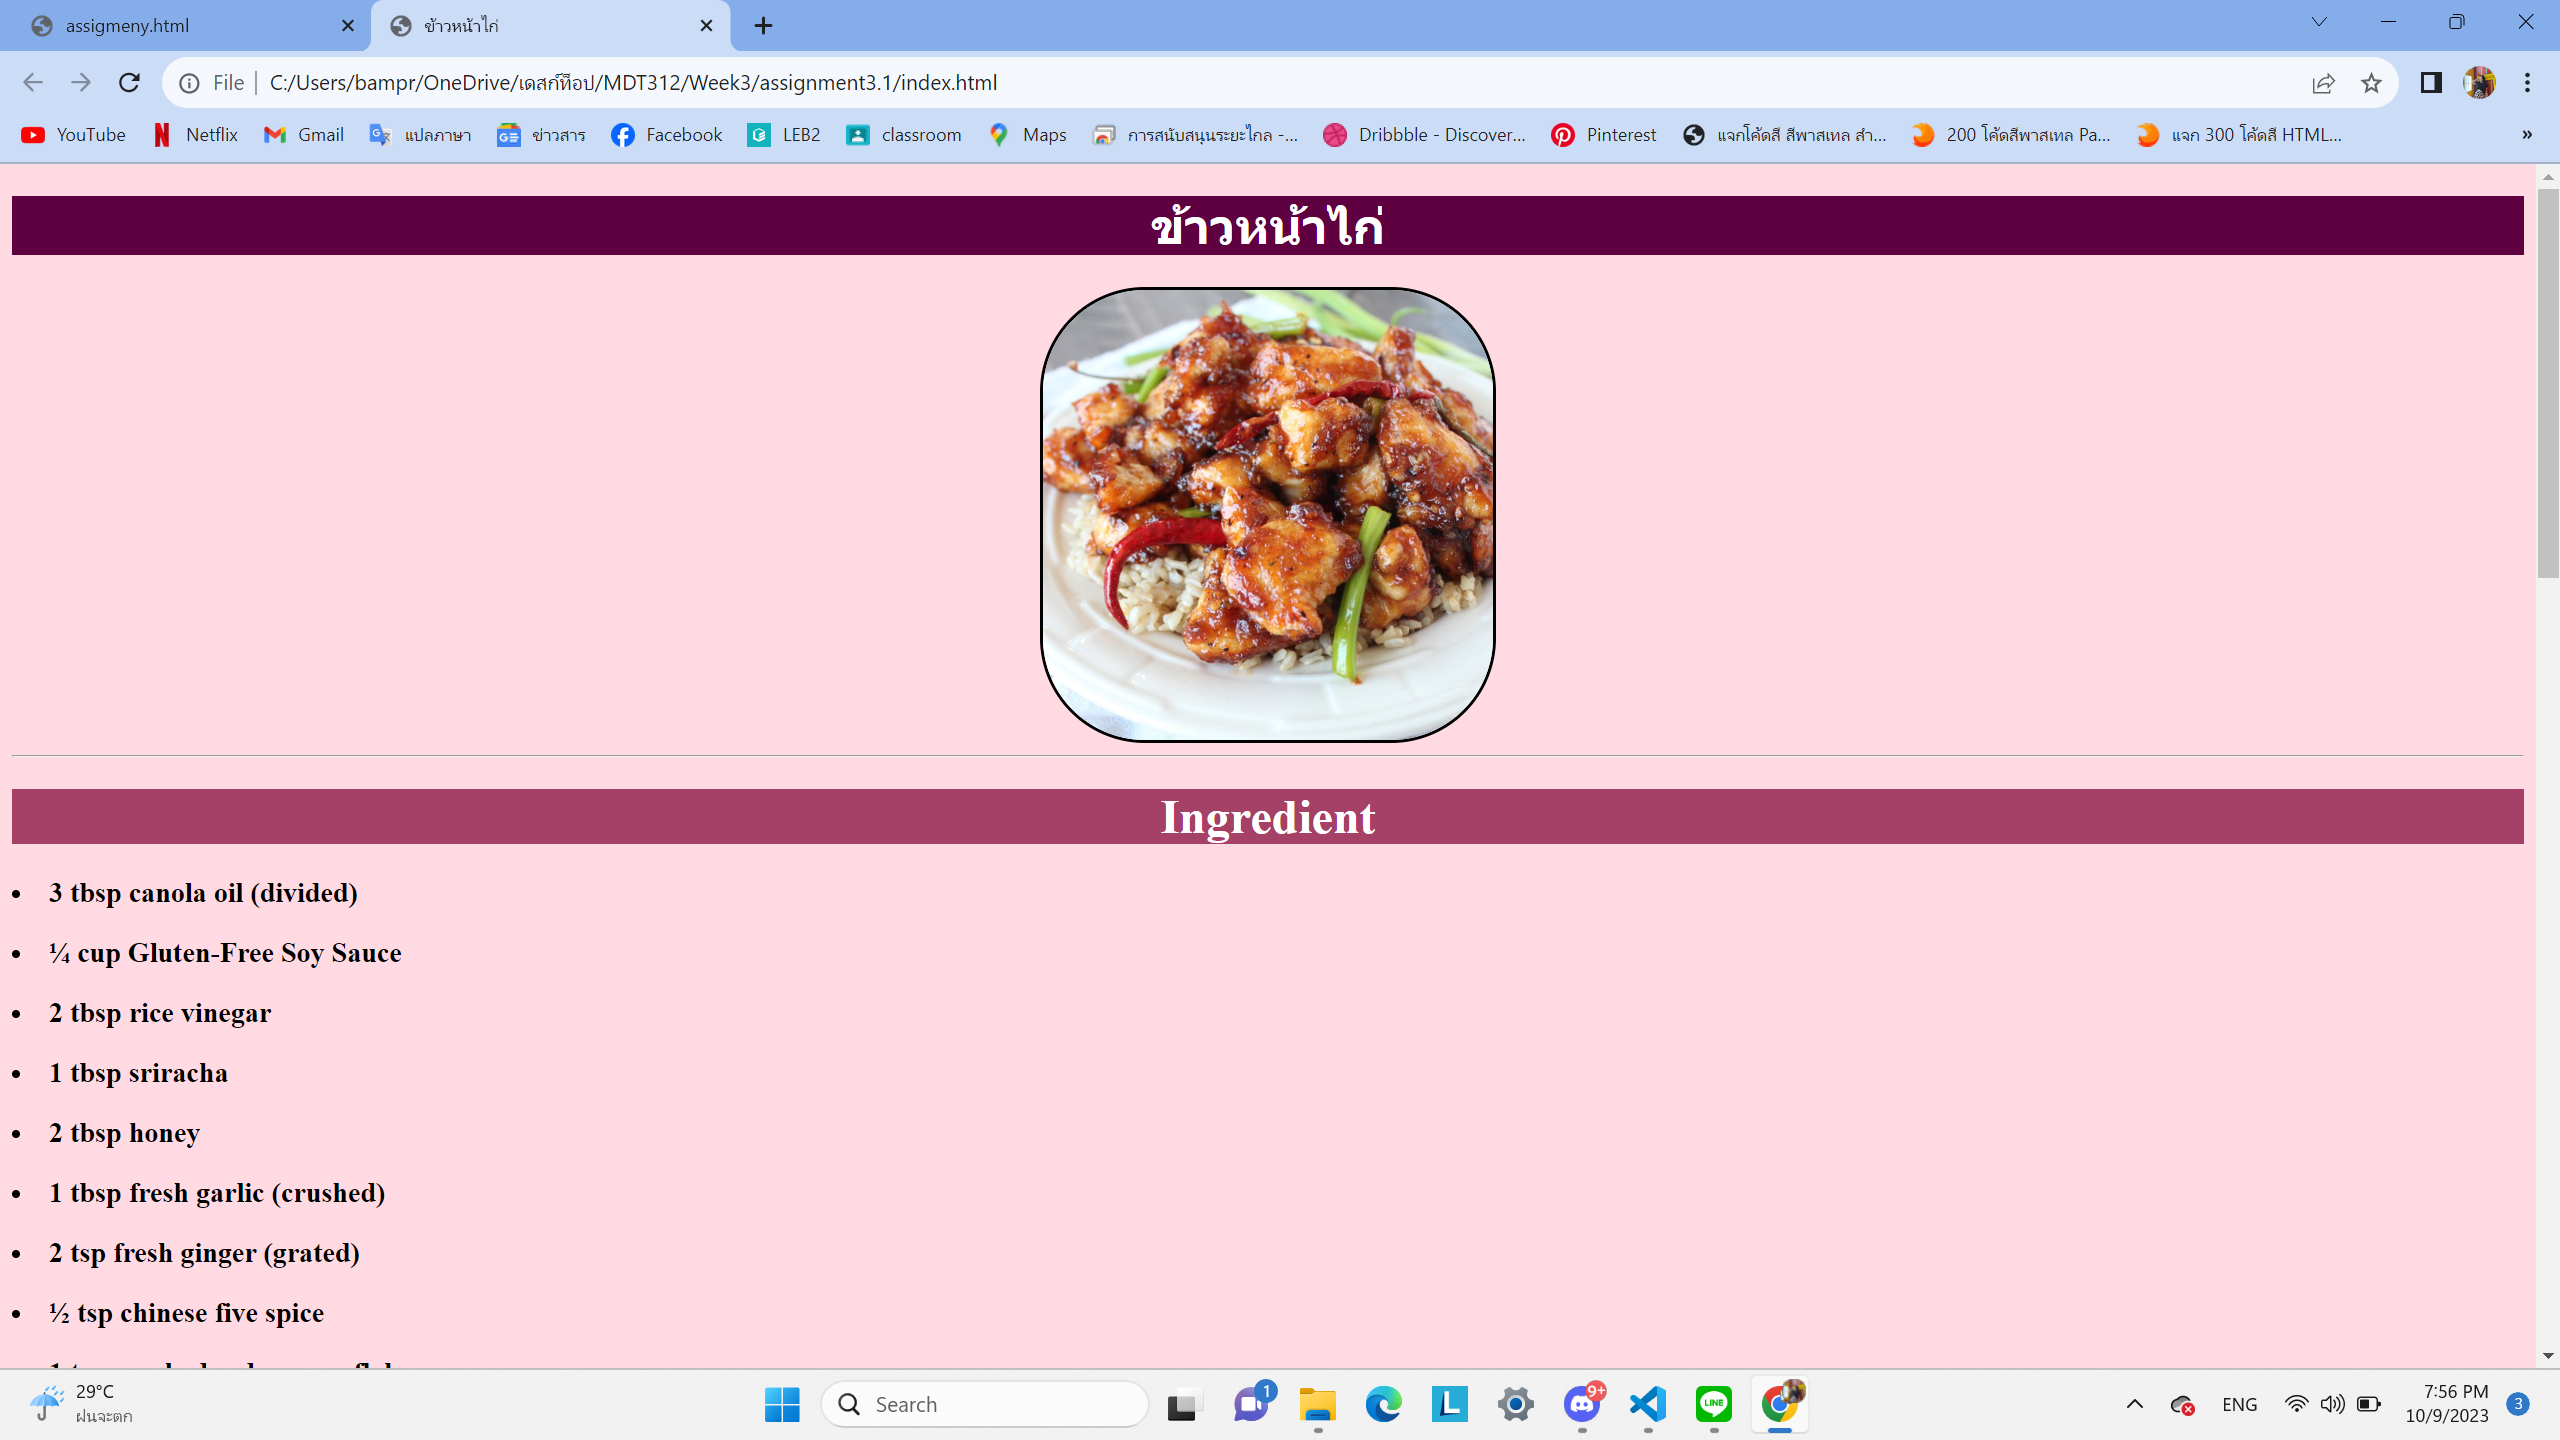 assigmeny.html
ข้าวหน้าไก่
File
C:/Users/bampr/OneDrive/เดสก์ท็อป/MDT312/Week3/assignment3.1/index.html
YouTube
Netflix
Gmail
แปลภาษา
ข่าวสาร
Facebook
LEB2
classroom
Maps
การสนับสนุนระยะไกล -...
Dribbble - Discover...
Pinterest
แจกโค้ดสี สีพาสเทล สำ...
200 โค้ดสีพาสเทล Pa...
แจก 300 โค้ดสี HTML...
»
ข้าวหน้าไก่
Ingredient
• 3 tbsp canola oil (divided)
• ¼ cup Gluten-Free Soy Sauce
• 2 tbsp rice vinegar
• 1 tbsp sriracha
• 2 tbsp honey
• 1 tbsp fresh garlic (crushed)
• 2 tsp fresh ginger (grated)
• ½ tsp chinese five spice
29°C
ฝนจะตก
Search
1
L
9+
LINE
ENG
7:56 PM
10/9/2023
3